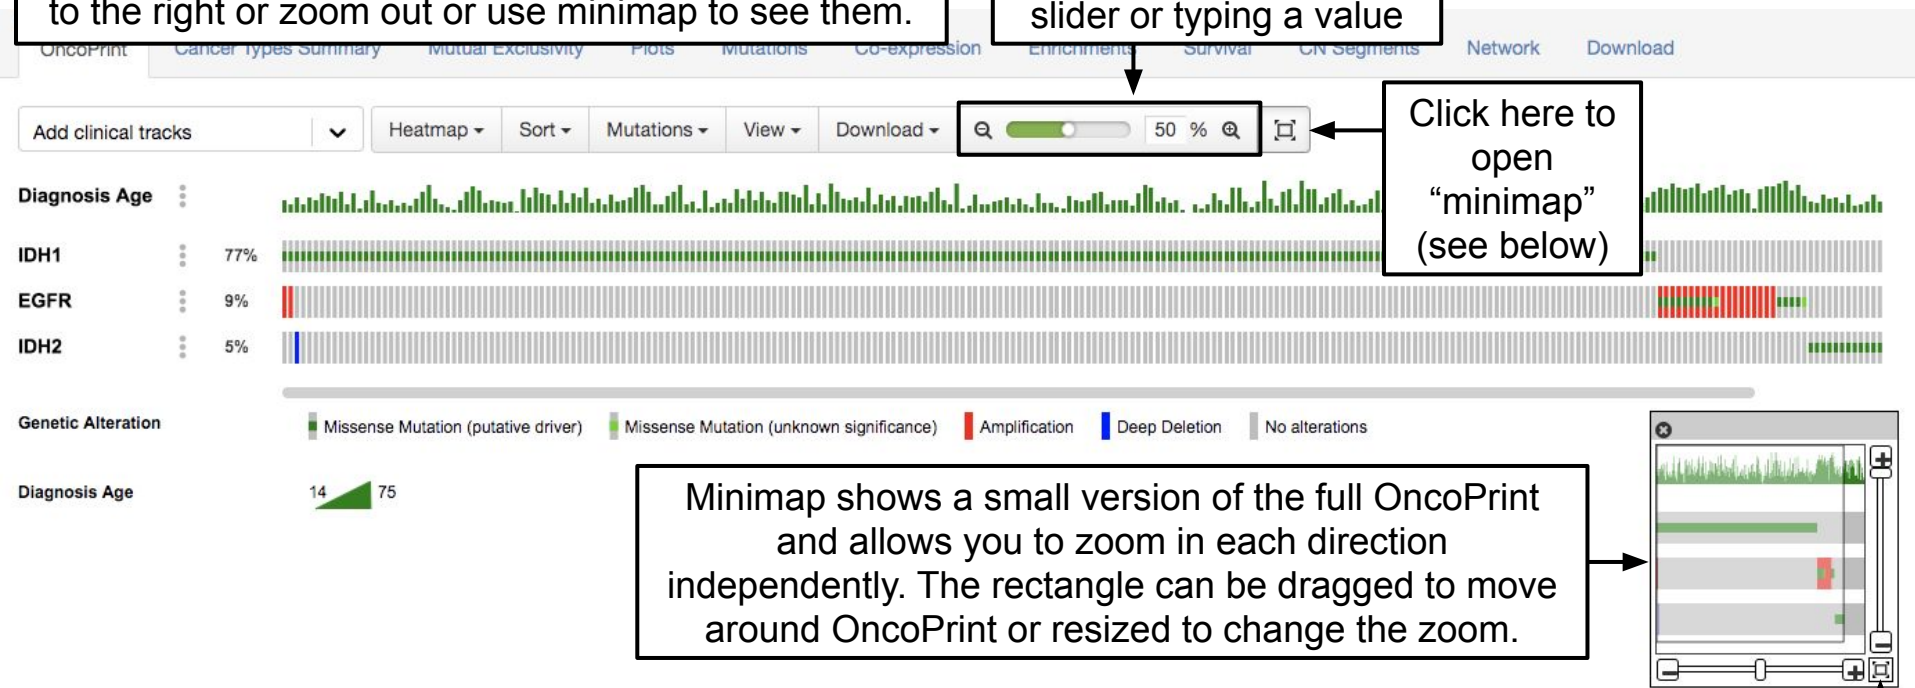 to the right or zoom out or use minimap to see them.
slider or typing a value
OncoPrint Cancer Types Summary Mutual Exclusivity Plots Mutations Co-expression Enrichments Survival CN Segments Network Download
Add clinical tracks Heatmap Sort Mutations View Download 50 %
Click here to
open
“minimap”
(see below)
Diagnosis Age
IDH1 77%
EGFR 9%
IDH2 5%
Genetic Alteration Missense Mutation (putative driver) Missense Mutation (unknown significance) Amplification Deep Deletion No alterations
Diagnosis Age 14 75
Minimap shows a small version of the full OncoPrint
and allows you to zoom in each direction
independently. The rectangle can be dragged to move
around OncoPrint or resized to change the zoom.